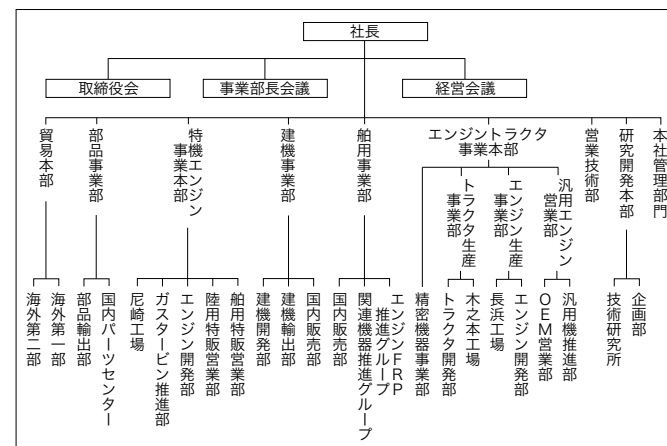 社長
取締役会
事業部長会議
経営会議
貿易本部
部品事業部
特機エンジン
事業本部
建機事業部
舶用事業部
エンジントラクタ
事業本部
営業技術部
研究開発本部
本社管理部門
トラクタ生産
事業部
エンジン生産
事業部
汎用エンジン
営業部
海外第二部
海外第一部
部品輸出部
国内パーツセンター
尼崎工場
ガスタービン推進部
エンジン開発部
陸用特販営業部
舶用特販営業部
建機開発部
建機輸出部
国内販売部
国内販売部
関連機器推進グループ
エンジンFRP
推進グループ
精密機器事業部
トラクタ開発部
木之本工場
長浜工場
エンジン開発部
OEM営業部
汎用機推進部
技術研究所
企画部